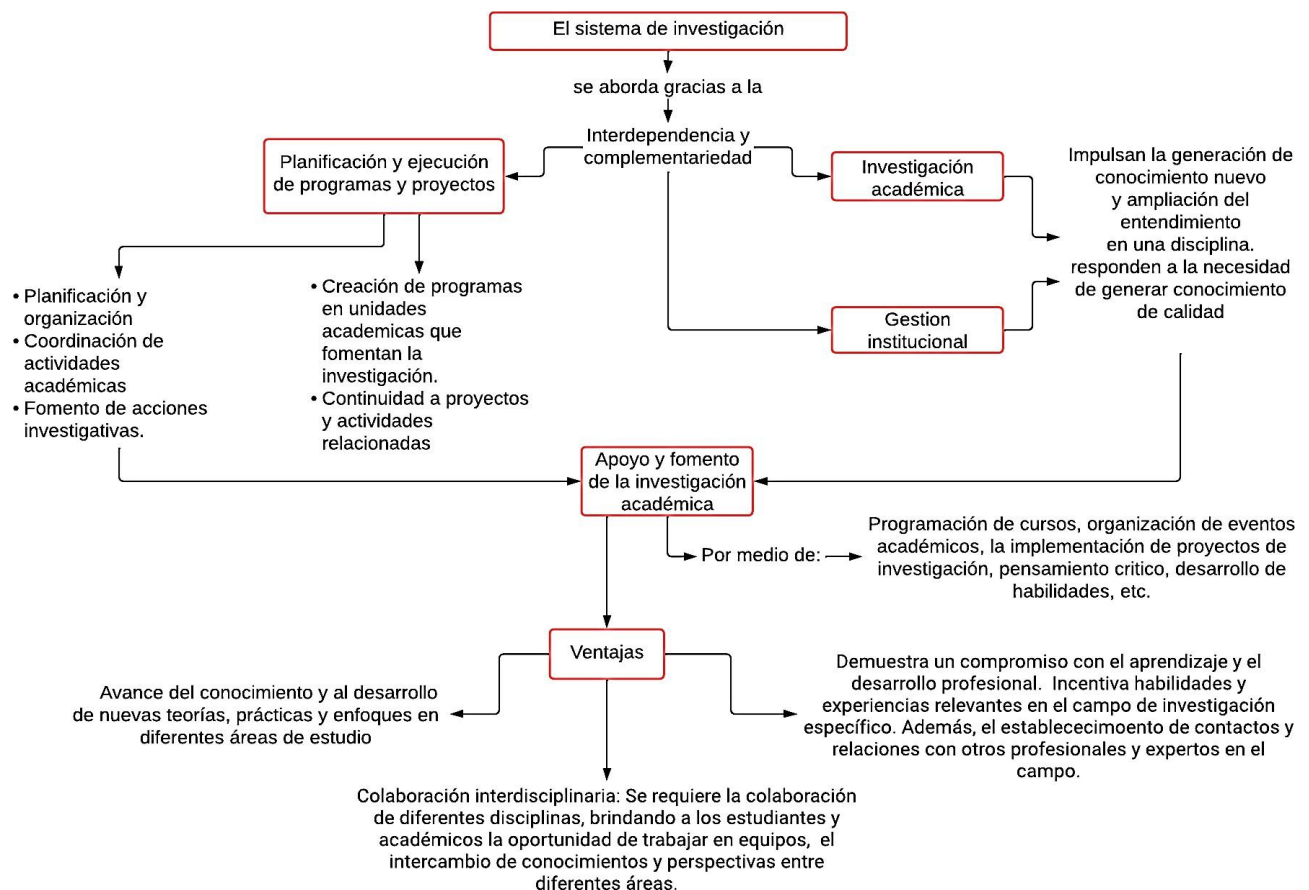 El sistema de investigación
se aborda gracias a la
Interdependencia y
complementariedad
Planificación y ejecución
de programas y proyectos
Investigación
académica
Impulsan la generación de
conocimiento nuevo
y ampliación del
entendimiento
en una disciplina.
responden a la necesidad
de generar conocimiento
de calidad
• Planificación y
organización
• Coordinación de
actividades
académicas
• Fomento de acciones
investigativas.
• Creación de programas
en unidades academicas que
fomentan la
investigación.
• Continuidad a proyectos
y actividades
relacionadas
Gestion
institucional
Apoyo y fomento
de la investigación
académica
Por medio de:
Programación de cursos, organización de eventos
académicos, la implementación de proyectos de
investigación, pensamiento critico, desarrollo de
habilidades, etc.
Ventajas
Avance del conocimiento y al desarrollo
de nuevas teorías, prácticas y enfoques en
diferentes áreas de estudio
Demuestra un compromiso con el aprendizaje y el
desarrollo profesional. Incentiva habilidades y
experiencias relevantes en el campo de investigación
específico. Además, el establececimoento de contactos y
relaciones con otros profesionales y expertos en el
campo.
Colaboración interdisciplinaria: Se requiere la colaboración
de diferentes disciplinas, brindando a los estudiantes y
académicos la oportunidad de trabajar en equipos, el
intercambio de conocimientos y perspectivas entre
diferentes áreas.